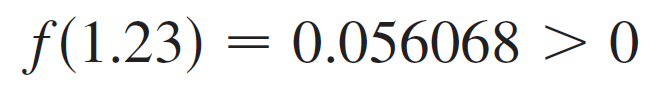 f(1.23) = 0.056068 > 0